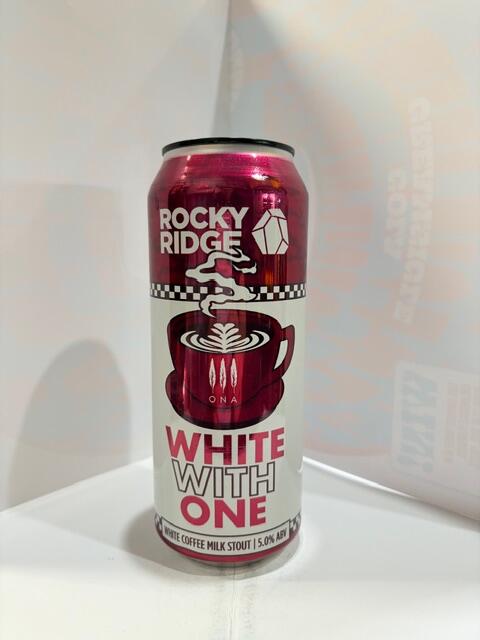 ROCKY
RIDGE
ONA
WHITE
WITH
ONE
WHITE COFFEE MILK STOUT | 5.0% ABV